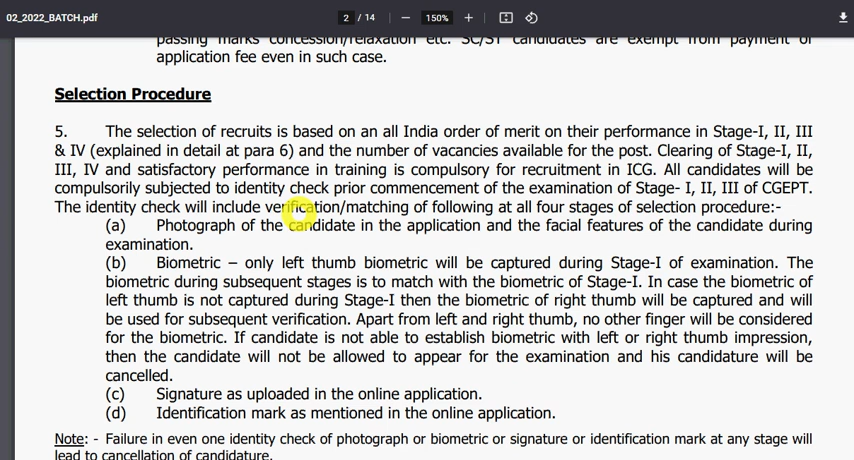 02_2022_BATCH.pdf
2 / 14 — 150% +
passing marks concession/relaxation etc. SC/ST candidates are exempt from payment of
application fee even in such case.
Selection Procedure
5. The selection of recruits is based on an all India order of merit on their performance in Stage-I, II, III
& IV (explained in detail at para 6) and the number of vacancies available for the post. Clearing of Stage-I, II,
III, IV and satisfactory performance in training is compulsory for recruitment in ICG. All candidates will be
compulsorily subjected to identity check prior commencement of the examination of Stage- I, II, III of CGEPT.
The identity check will include verification/matching of following at all four stages of selection procedure:-
(a) Photograph of the candidate in the application and the facial features of the candidate during
examination.
(b) Biometric – only left thumb biometric will be captured during Stage-I of examination. The
biometric during subsequent stages is to match with the biometric of Stage-I. In case the biometric of
left thumb is not captured during Stage-I then the biometric of right thumb will be captured and will
be used for subsequent verification. Apart from left and right thumb, no other finger will be considered
for the biometric. If candidate is not able to establish biometric with left or right thumb impression,
then the candidate will not be allowed to appear for the examination and his candidature will be
cancelled.
(c) Signature as uploaded in the online application.
(d) Identification mark as mentioned in the online application.
Note: - Failure in even one identity check of photograph or biometric or signature or identification mark at any stage will
lead to cancellation of candidature.